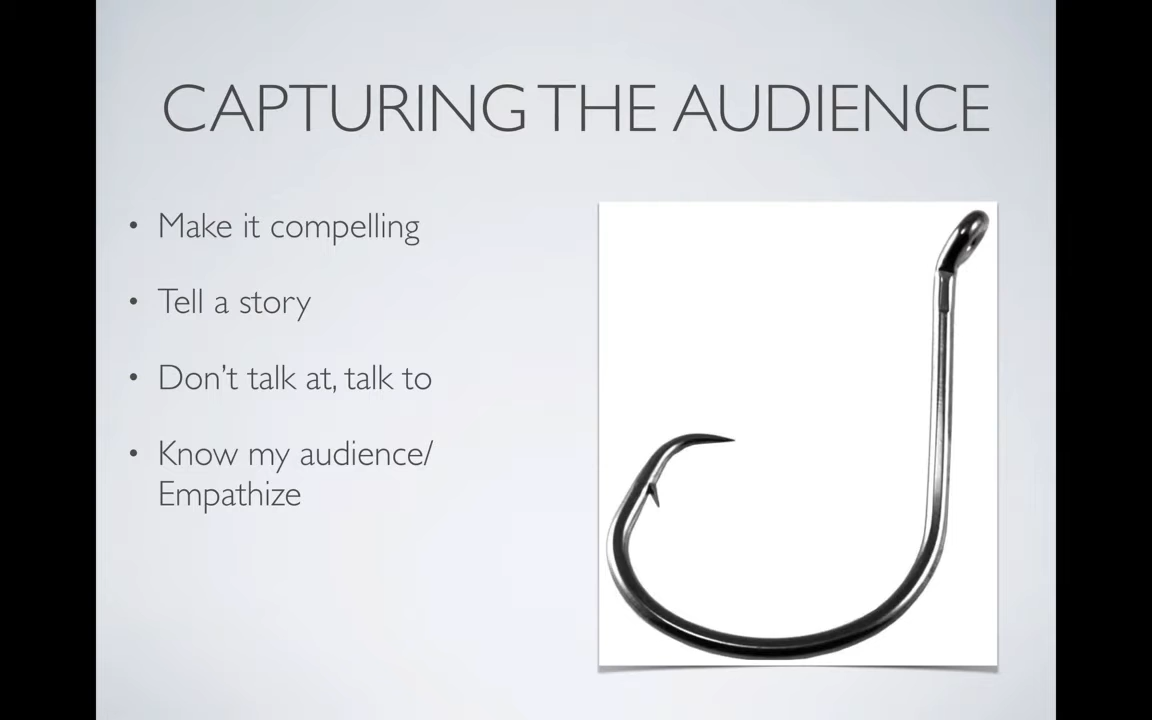 CAPTURING THE AUDIENCE
• Make it compelling
• Tell a story
• Don’t talk at, talk to
• Know my audience/
Empathize